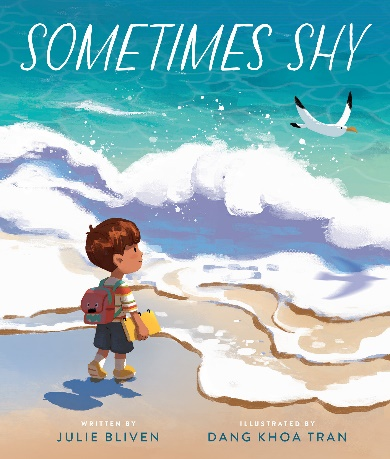 SOMETIMES SHY
WRITTEN BY
JULIE BLIVEN
ILLUSTRATED BY
DANG KHOA TRAN